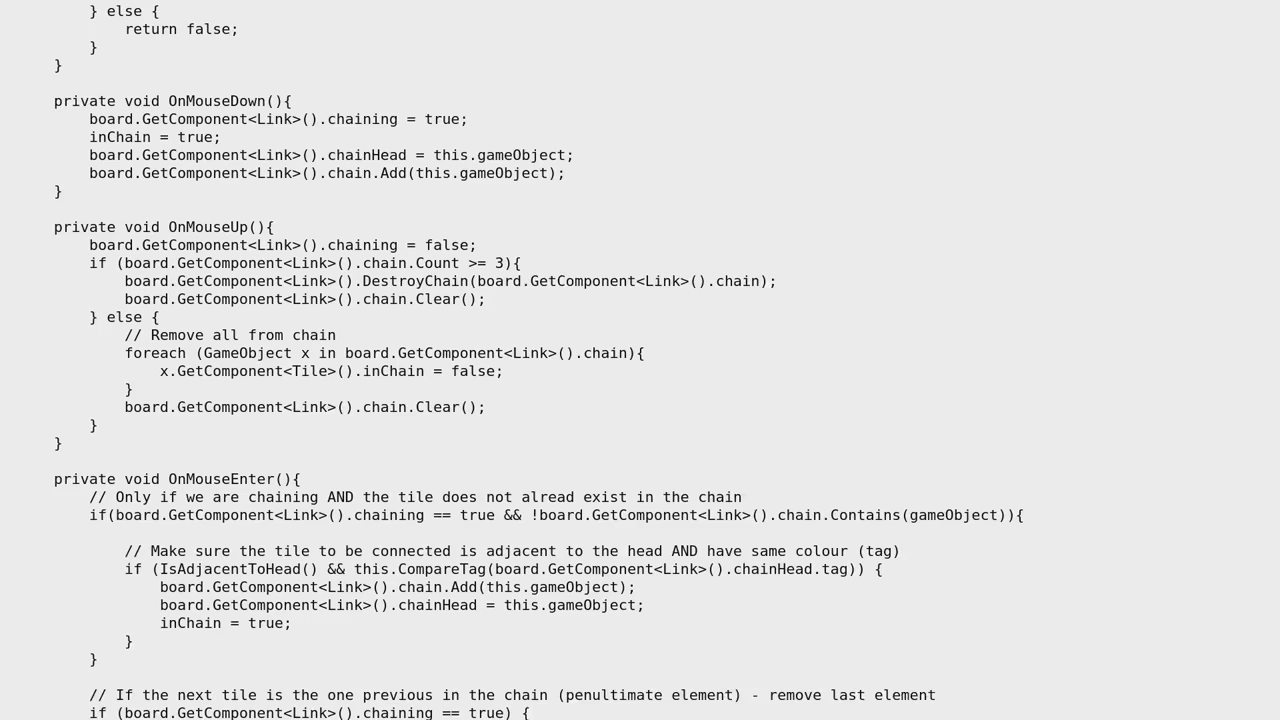 } else {
return false;
}
}
private void OnMouseDown(){
board.GetComponent<Link>().chaining = true;
inChain = true;
board.GetComponent<Link>().chainHead = this.gameObject;
board.GetComponent<Link>().chain.Add(this.gameObject);
}
private void OnMouseUp(){
board.GetComponent<Link>().chaining = false;
if (board.GetComponent<Link>().chain.Count >= 3){
board.GetComponent<Link>().DestroyChain(board.GetComponent<Link>().chain);
board.GetComponent<Link>().chain.Clear();
} else {
// Remove all from chain
foreach (GameObject x in board.GetComponent<Link>().chain){
x.GetComponent<Tile>().inChain = false;
}
board.GetComponent<Link>().chain.Clear();
}
}
private void OnMouseEnter(){
// Only if we are chaining AND the tile does not alread exist in the chain
if(board.GetComponent<Link>().chaining == true && !board.GetComponent<Link>().chain.Contains(gameObject)){
// Make sure the tile to be connected is adjacent to the head AND have same colour (tag)
if (IsAdjacentToHead() && this.CompareTag(board.GetComponent<Link>().chainHead.tag)) {
board.GetComponent<Link>().chain.Add(this.gameObject);
board.GetComponent<Link>().chainHead = this.gameObject;
inChain = true;
}
}
// If the next tile is the one previous in the chain (penultimate element) - remove last element
if (board.GetComponent<Link>().chaining == true) {